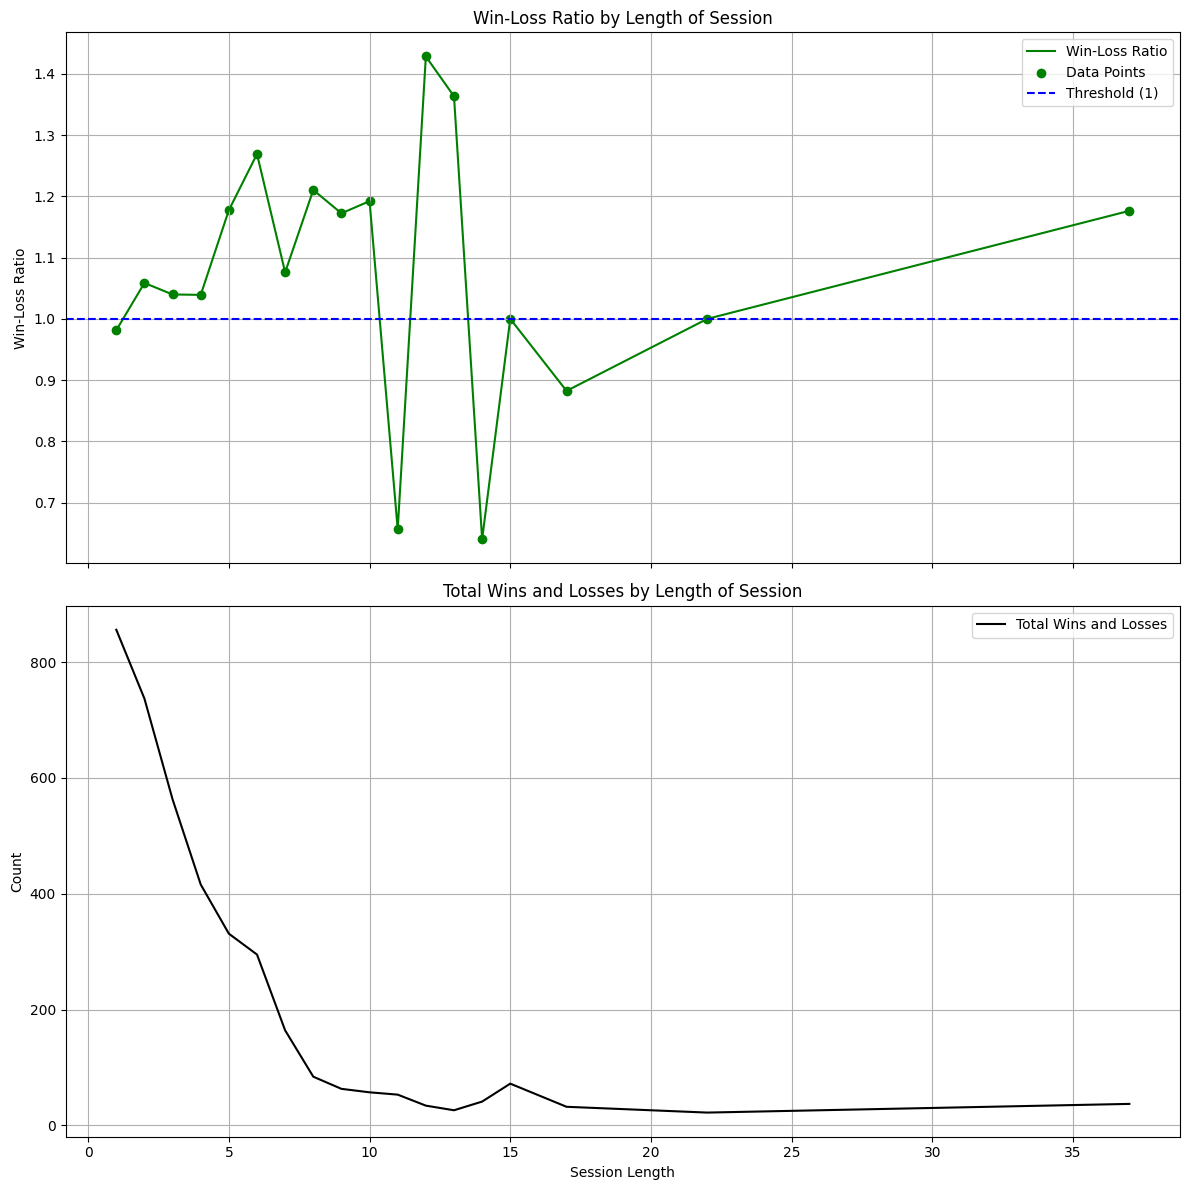 Win-Loss Ratio by Length of Session
Win-Loss Ratio
Data Points
Threshold (1)
1.4
1.3
1.2
1.1
1.0
0.9
0.8
0.7
Win-Loss Ratio
Total Wins and Losses by Length of Session
Total Wins and Losses
800
600
400
200
0
Count
0 5 10 15 20 25 30 35
Session Length